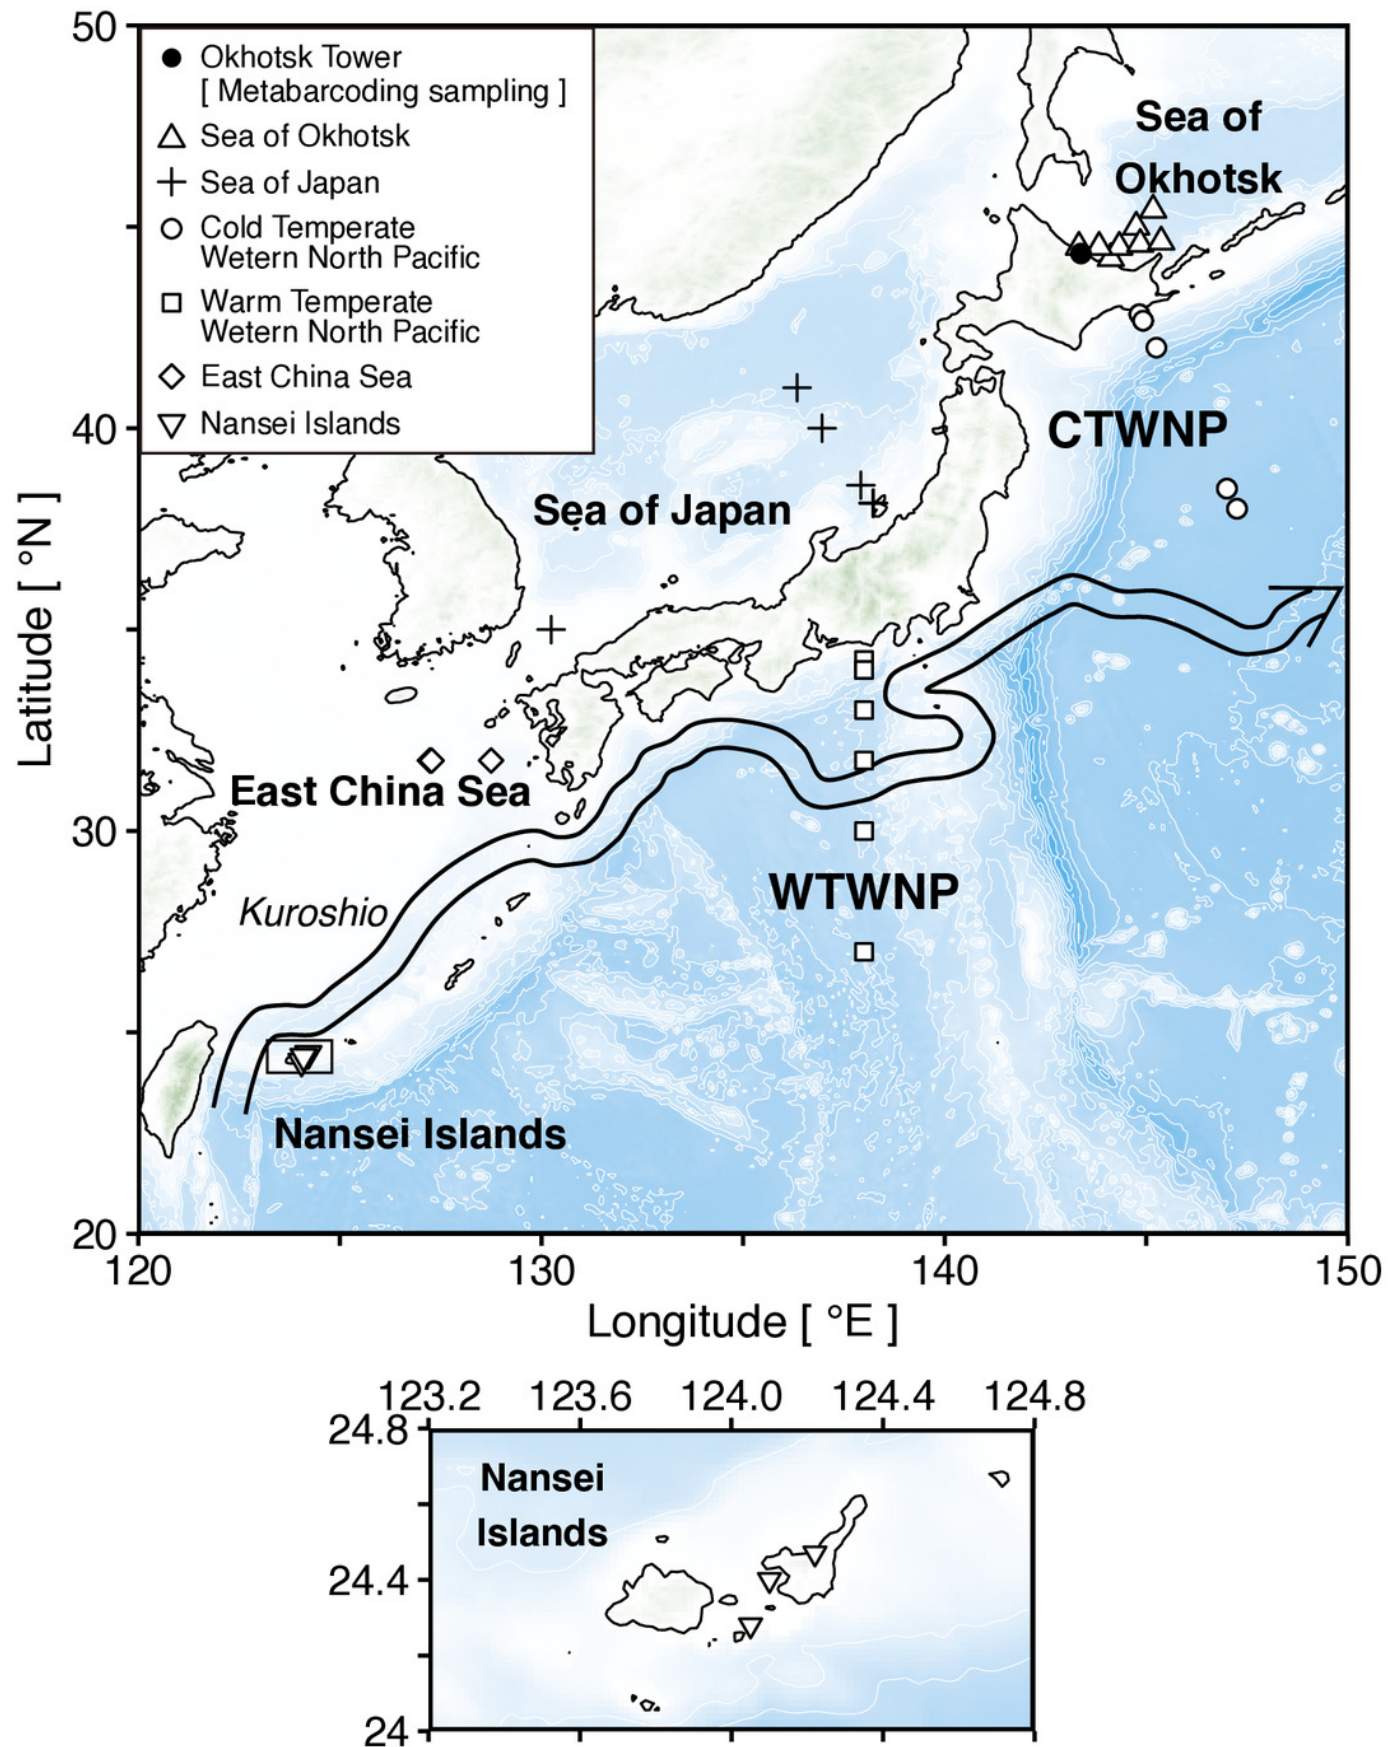 50
Okhotsk Tower
[ Metabarcoding sampling ]
Sea of Okhotsk
Sea of Japan
Cold Temperate
Wetern North Pacific
Warm Temperate
Wetern North Pacific
East China Sea
Nansei Islands
Sea of
Okhotsk
40
CTWNP
Sea of Japan
Latitude [ °N ]
East China Sea
30
WTWNP
Kuroshio
Nansei Islands
20
120
130
140
150
Longitude [ °E ]
123.2
123.6
124.0
124.4
124.8
24.8
Nansei
Islands
24.4
24